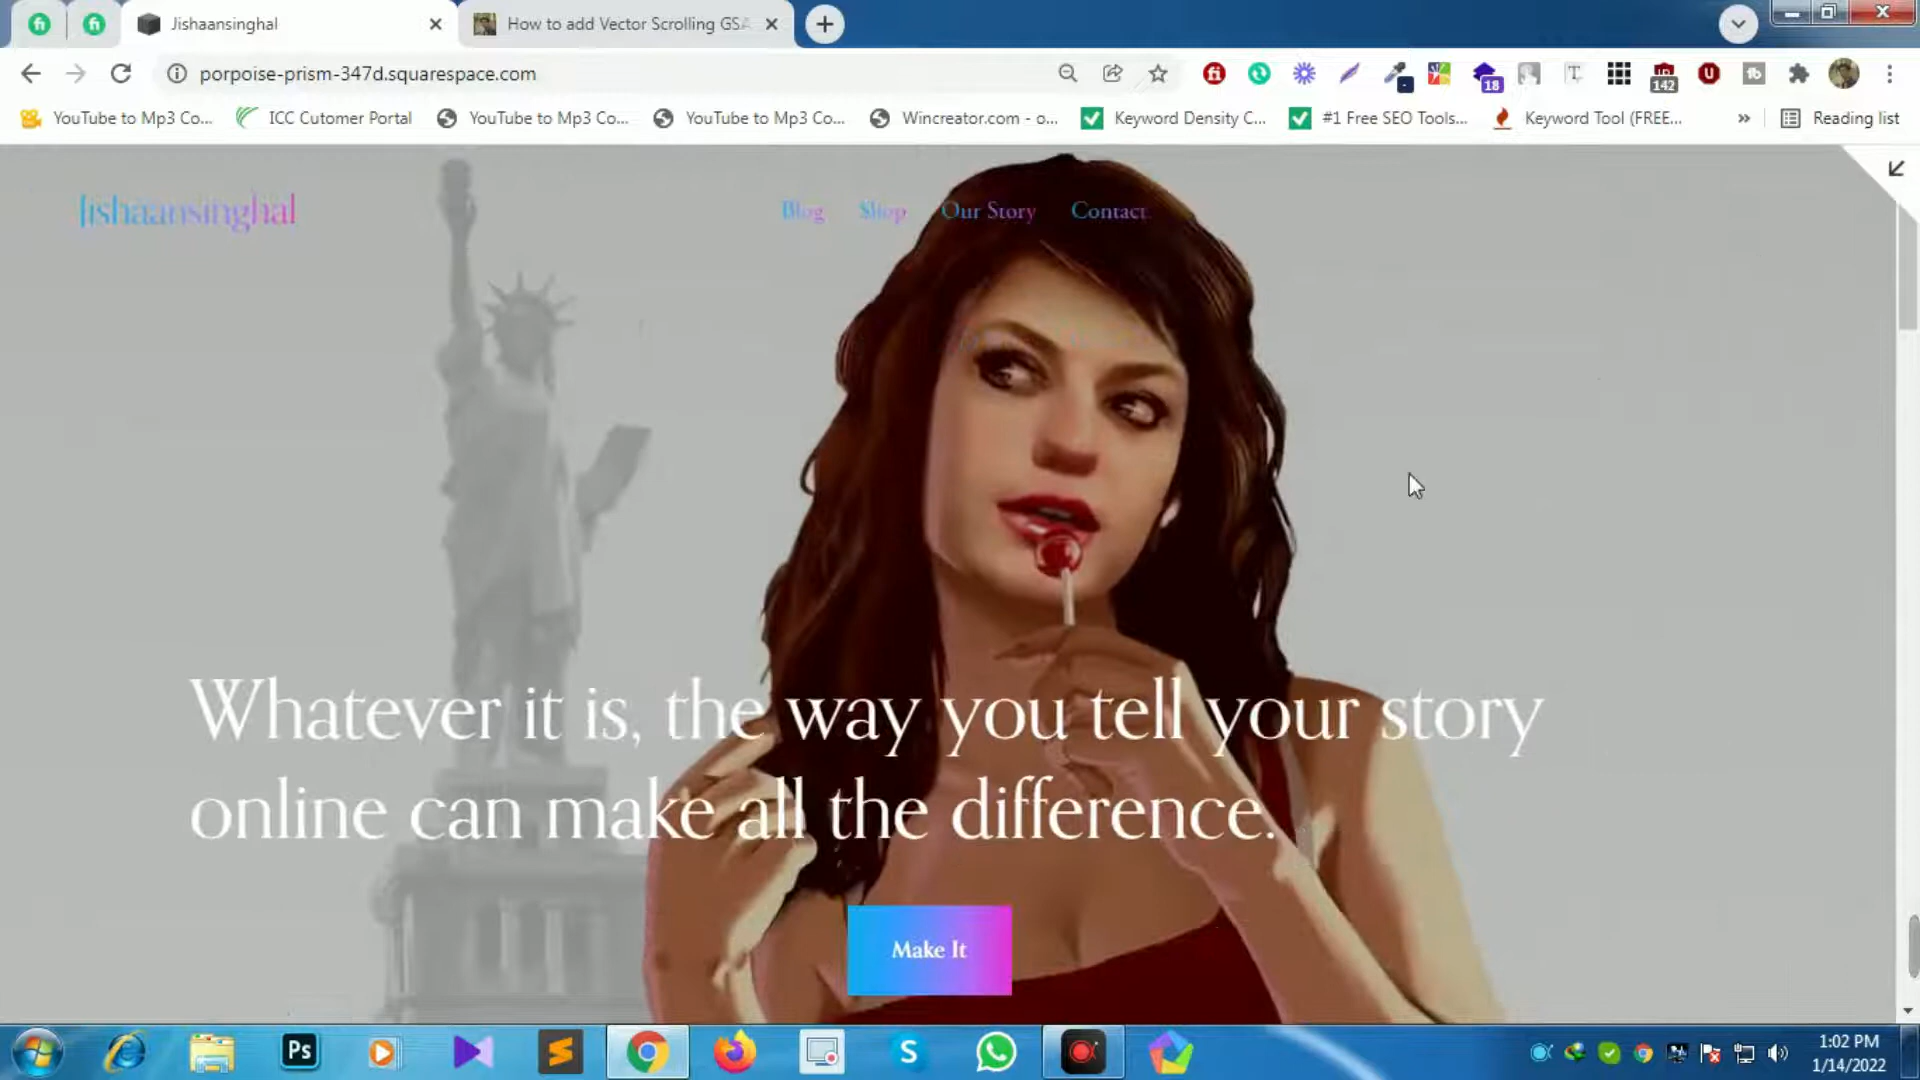 Jishaansinghal
How to add Vector Scrolling GSA
porpoise-prism-347d.squarespace.com
18
142
YouTube to Mp3 Co...
ICC Cutomer Portal
YouTube to Mp3 Co...
YouTube to Mp3 Co...
Wincreator.com - o...
Keyword Density C...
#1 Free SEO Tools...
Keyword Tool (FREE...
»
Reading list
Jishaansinghal
Blog
Shop
Our Story
Contact
Whatever it is, the way you tell your story
online can make all the difference.
Make It
Ps
1:02 PM
1/14/2022